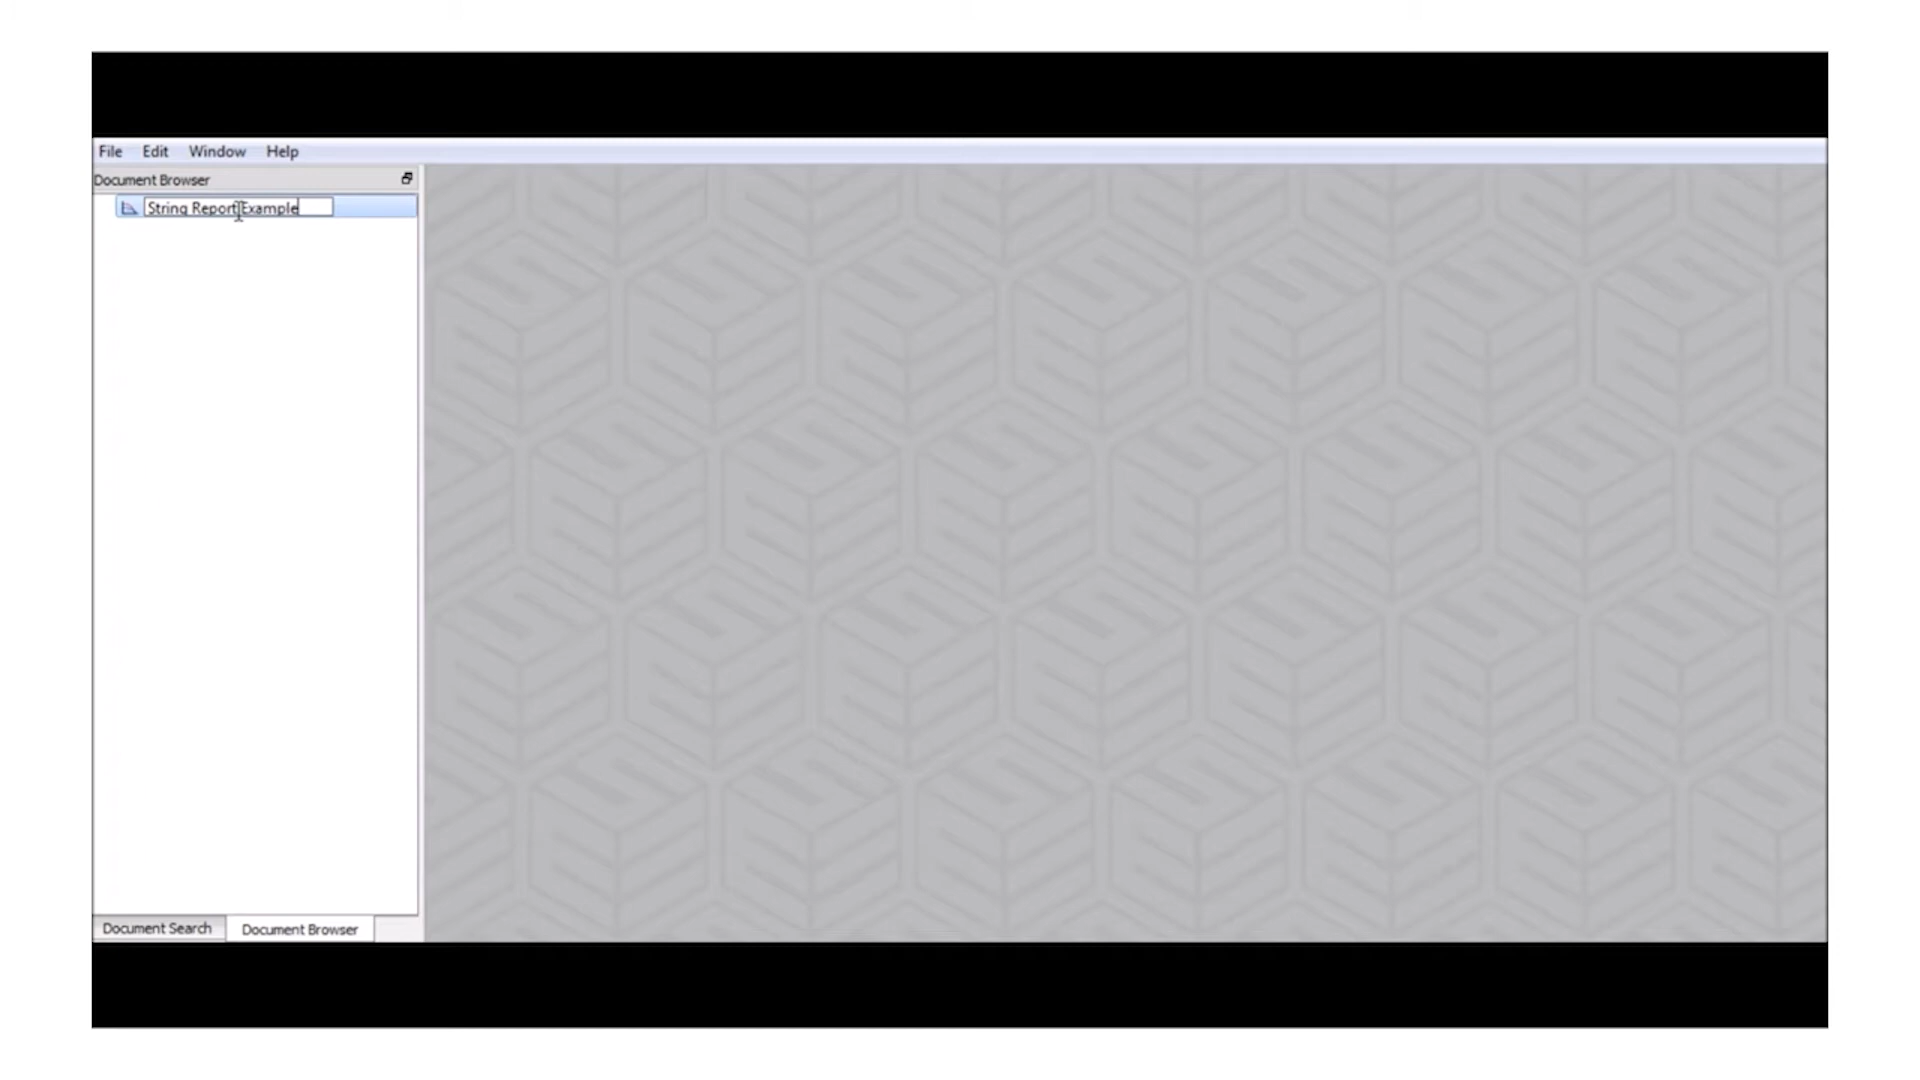 File Edit Window Help
Document Browser
String Report Example
Document Search Document Browser